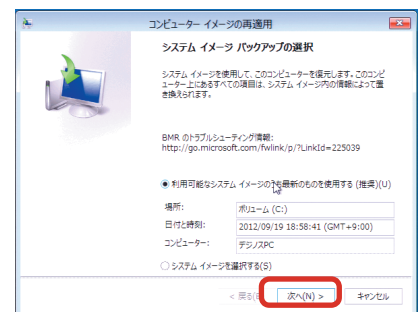 コンピューター イメージの再適用
システム イメージ バックアップの選択
システム イメージを使用して、このコンピューターを復元します。このコンピ
ューター上にあるすべての項目は、システム イメージ内の情報によって置
き換えられます。
BMR のトラブルシューティング情報:
http://go.microsoft.com/fwlink/p/?LinkId=225039
利用可能なシステム イメージのうち最新のものを使用する (推奨)(U)
場所:
ボリューム (C:)
日付と時刻:
2012/09/19 18:58:41 (GMT+9:00)
コンピューター:
デジノスPC
システム イメージを選択する(S)
< 戻る(B
次へ(N) >
キャンセル